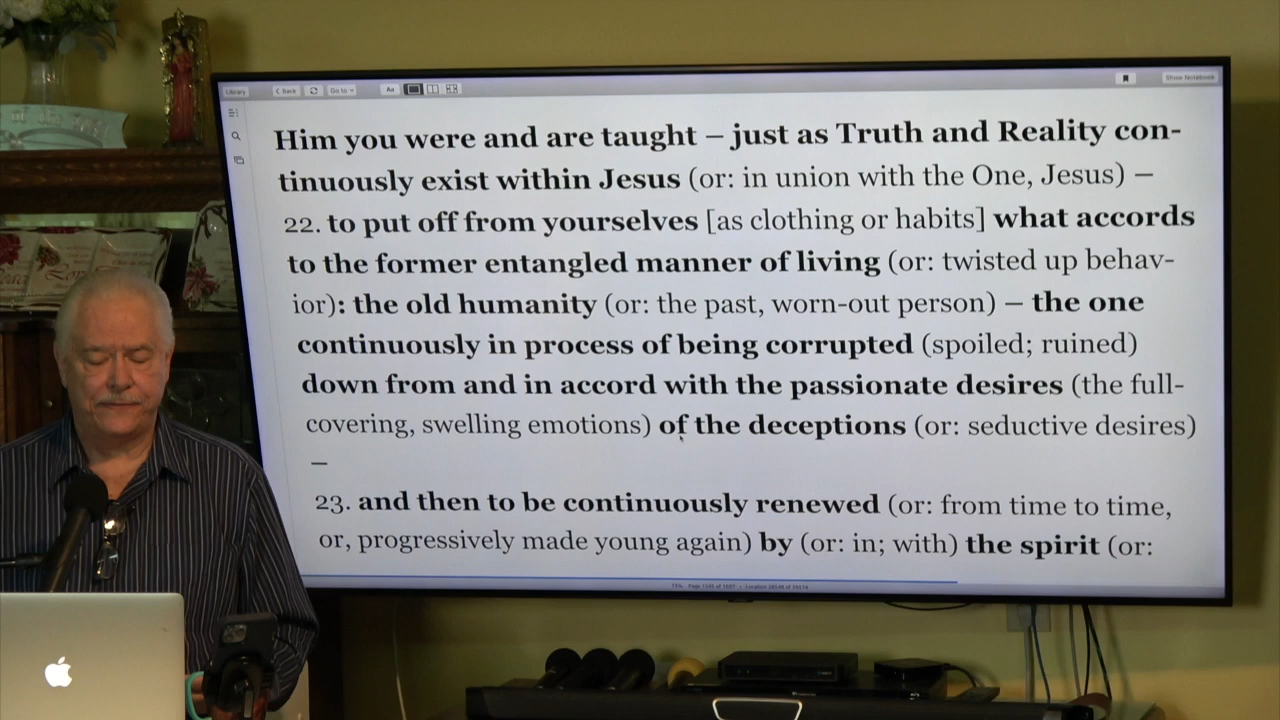 Library
Back
Go to
Aa
Show Notebook
Him you were and are taught – just as Truth and Reality con-
tinuously exist within Jesus (or: in union with the One, Jesus) –
22. to put off from yourselves [as clothing or habits] what accords
to the former entangled manner of living (or: twisted up behav-
ior): the old humanity (or: the past, worn-out person) – the one
continuously in process of being corrupted (spoiled; ruined)
down from and in accord with the passionate desires (the full-
covering, swelling emotions) of the deceptions (or: seductive desires)
–
23. and then to be continuously renewed (or: from time to time,
or, progressively made young again) by (or: in; with) the spirit (or: